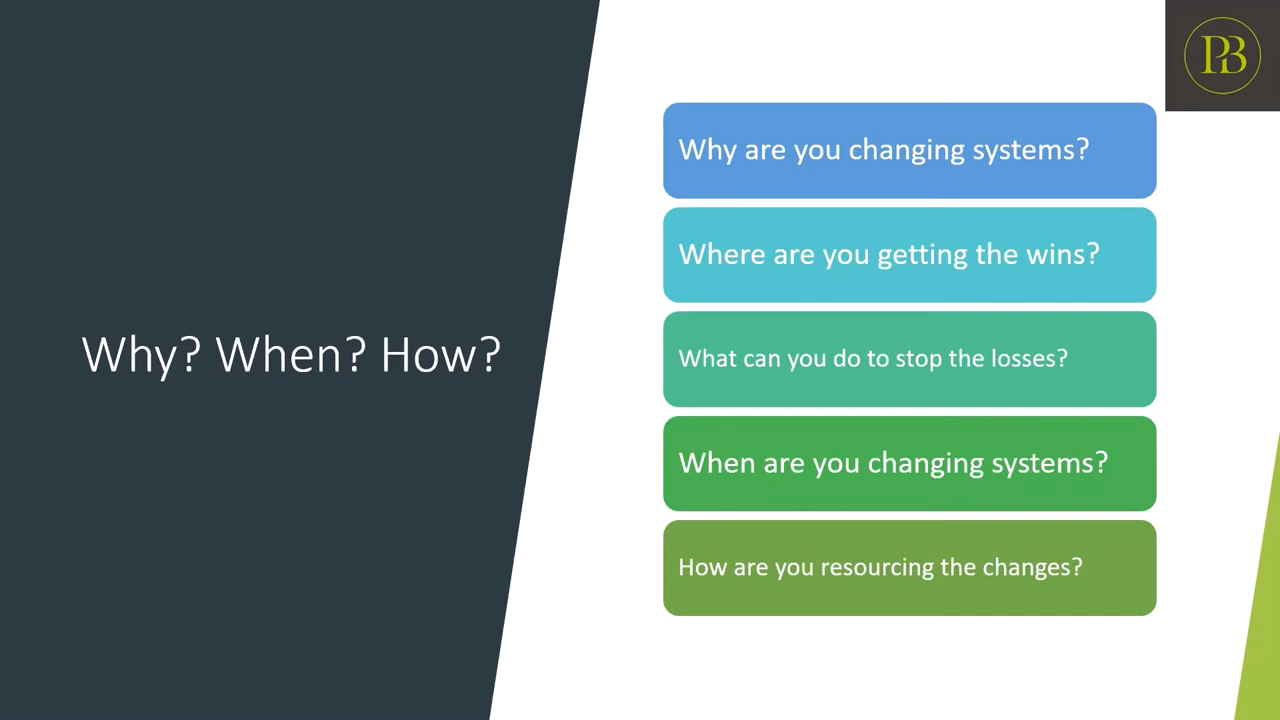 PB
Why are you changing systems?
Where are you getting the wins?
Why? When? How?
What can you do to stop the losses?
When are you changing systems?
How are you resourcing the changes?